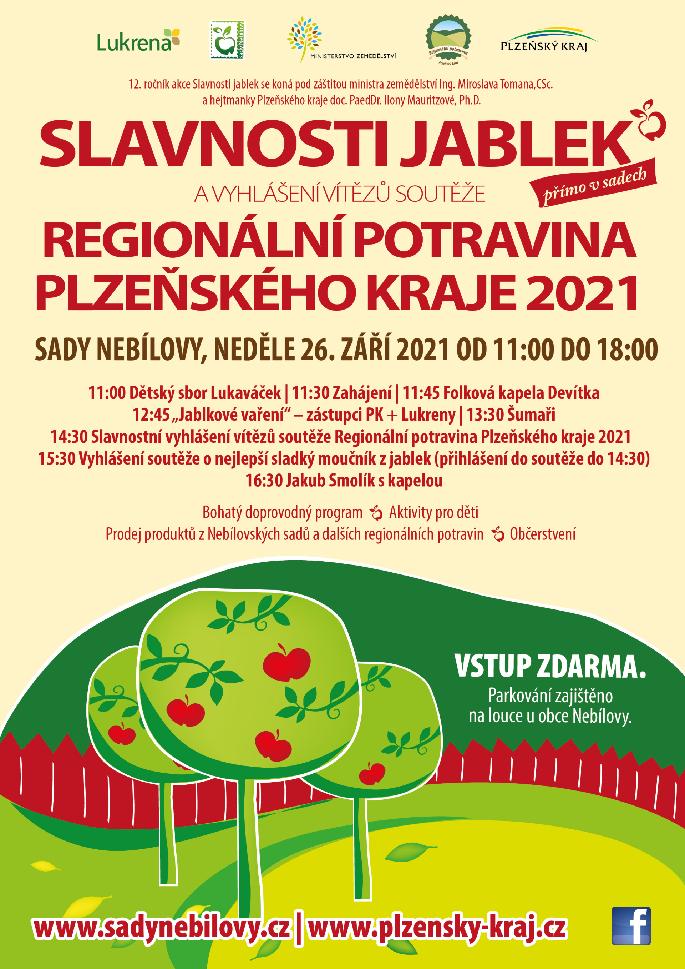 Lukrena
MINISTERSTVO ZEMĚDĚLSTVÍ
PLZEŇSKÝ KRAJ
12. ročník akce Slavnosti jablek se koná pod záštitou ministra zemědělství Ing. Miroslava Tomana,CSc.
a hejtmanky Plzeňského kraje doc. PaedDr. Ilony Mauritzové, Ph.D.
SLAVNOSTI JABLEK
přímo v sadech
A VYHLÁŠENÍ VÍTĚZŮ SOUTĚŽE
REGIONÁLNÍ POTRAVINA
PLZEŇSKÉHO KRAJE 2021
SADY NEBÍLOVY, NEDĚLE 26. ZÁŘÍ 2021 OD 11:00 DO 18:00
11:00 Dětský sbor Lukaváček | 11:30 Zahájení | 11:45 Folková kapela Devítka
12:45 „Jablkové vaření“ – zástupci PK + Lukreny | 13:30 Šumaři
14:30 Slavnostní vyhlášení vítězů soutěže Regionální potravina Plzeňského kraje 2021
15:30 Vyhlášení soutěže o nejlepší sladký moučník z jablek (přihlášení do soutěže do 14:30)
16:30 Jakub Smolík s kapelou
Bohatý doprovodný program Aktivity pro děti
Prodej produktů z Nebílovských sadů a dalších regionálních potravin Občerstvení
VSTUP ZDARMA.
Parkování zajištěno
na louce u obce Nebílovy.
www.sadynebilovy.cz | www.plzensky-kraj.cz
f